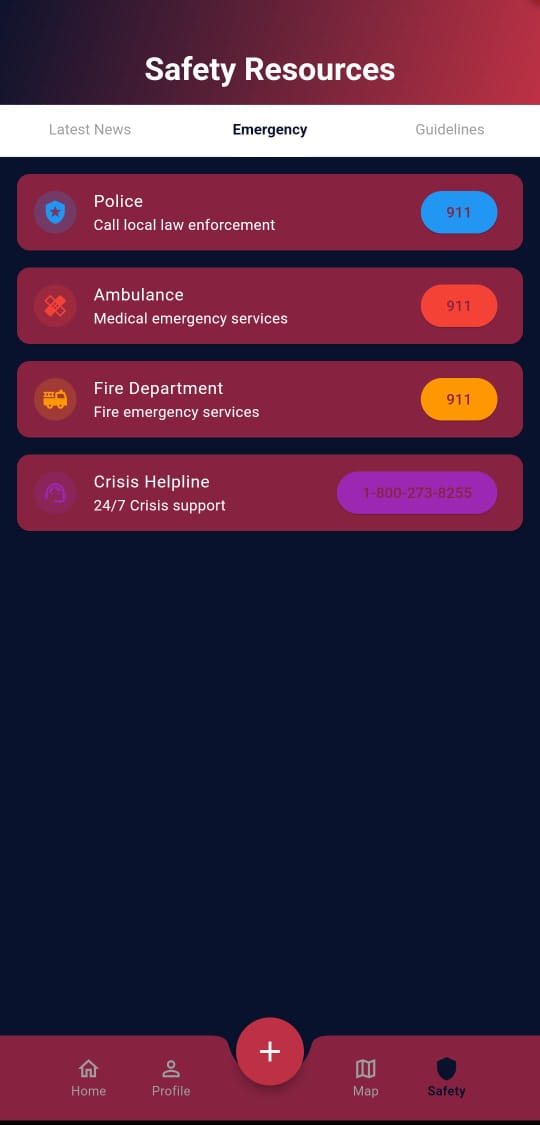 Safety Resources
Latest News
Emergency
Guidelines
Police
Call local law enforcement
911
Ambulance
Medical emergency services
911
Fire Department
Fire emergency services
911
Crisis Helpline
24/7 Crisis support
1-800-273-8255
Home
Profile
Map
Safety